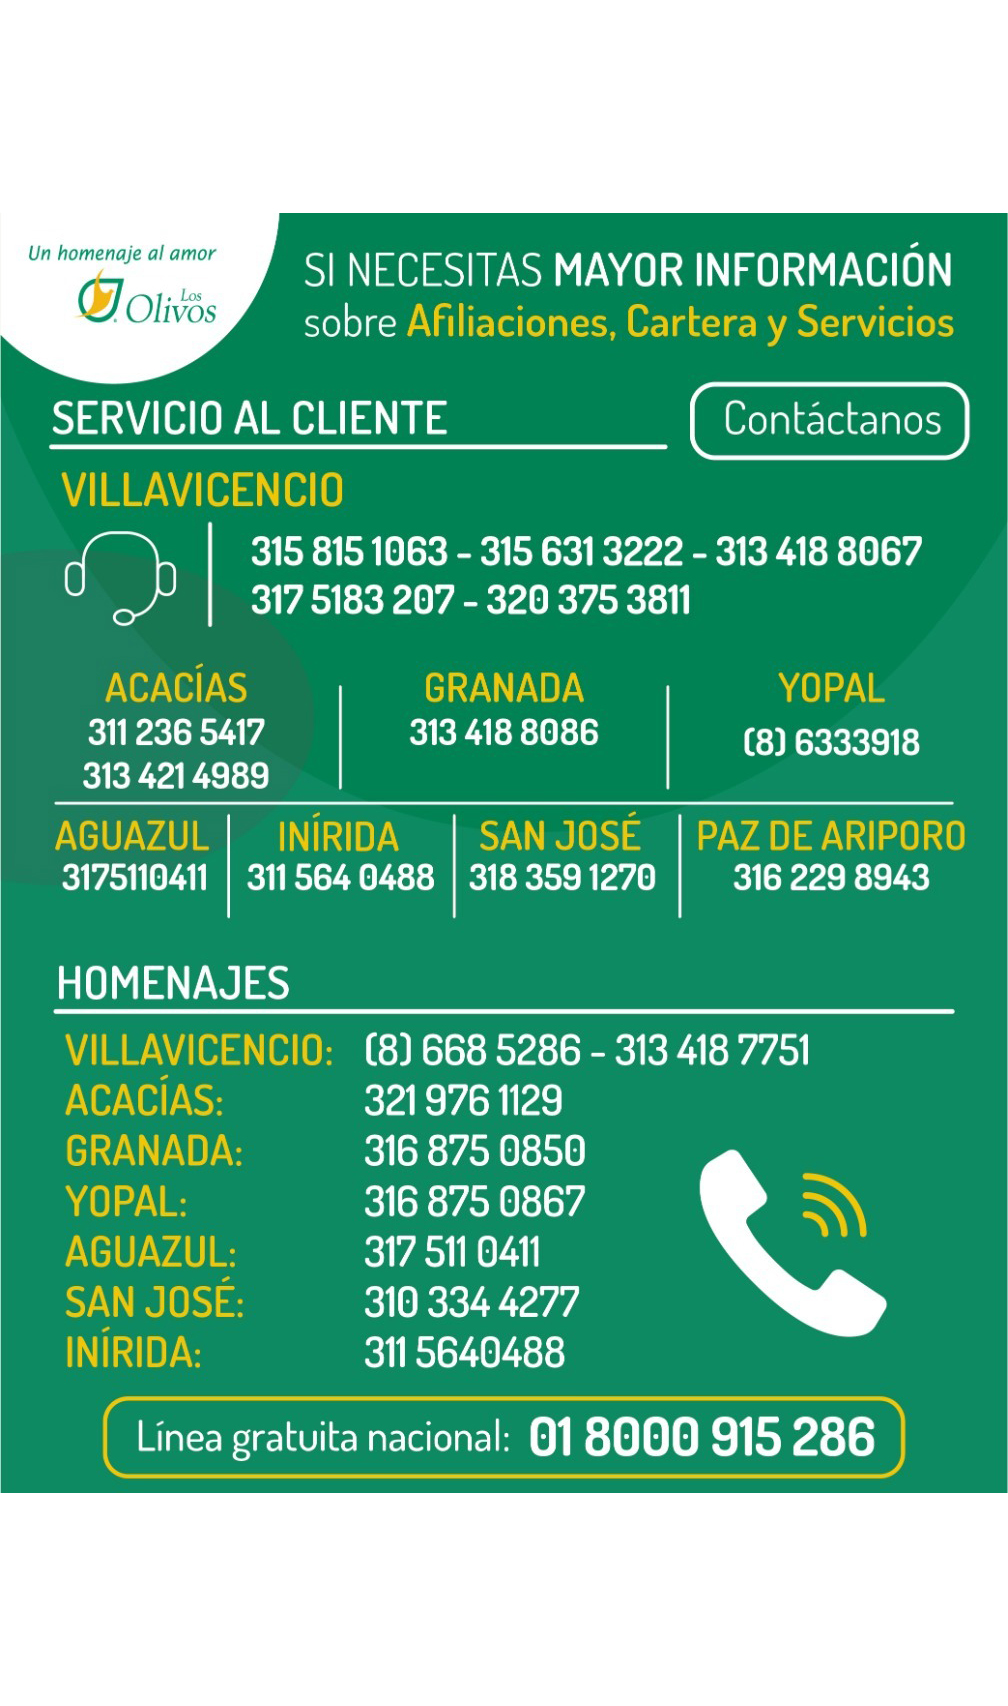 Un homenaje al amor
Los
Olivos
SI NECESITAS MAYOR INFORMACIÓN
sobre Afiliaciones, Cartera y Servicios
SERVICIO AL CLIENTE
Contáctanos
VILLAVICENCIO
315 815 1063 - 315 631 3222 - 313 418 8067
317 5183 207 - 320 375 3811
ACACÍAS
311 236 5417
313 421 4989
GRANADA
313 418 8086
YOPAL
(8) 6333918
AGUAZUL
3175110411
INÍRIDA
311 564 0488
SAN JOSÉ
318 359 1270
PAZ DE ARIPORO
316 229 8943
HOMENAJES
VILLAVICENCIO: (8) 668 5286 - 313 418 7751
ACACÍAS: 321 976 1129
GRANADA: 316 875 0850
YOPAL: 316 875 0867
AGUAZUL: 317 511 0411
SAN JOSÉ: 310 334 4277
INÍRIDA: 311 5640488
Línea gratuita nacional: 01 8000 915 286